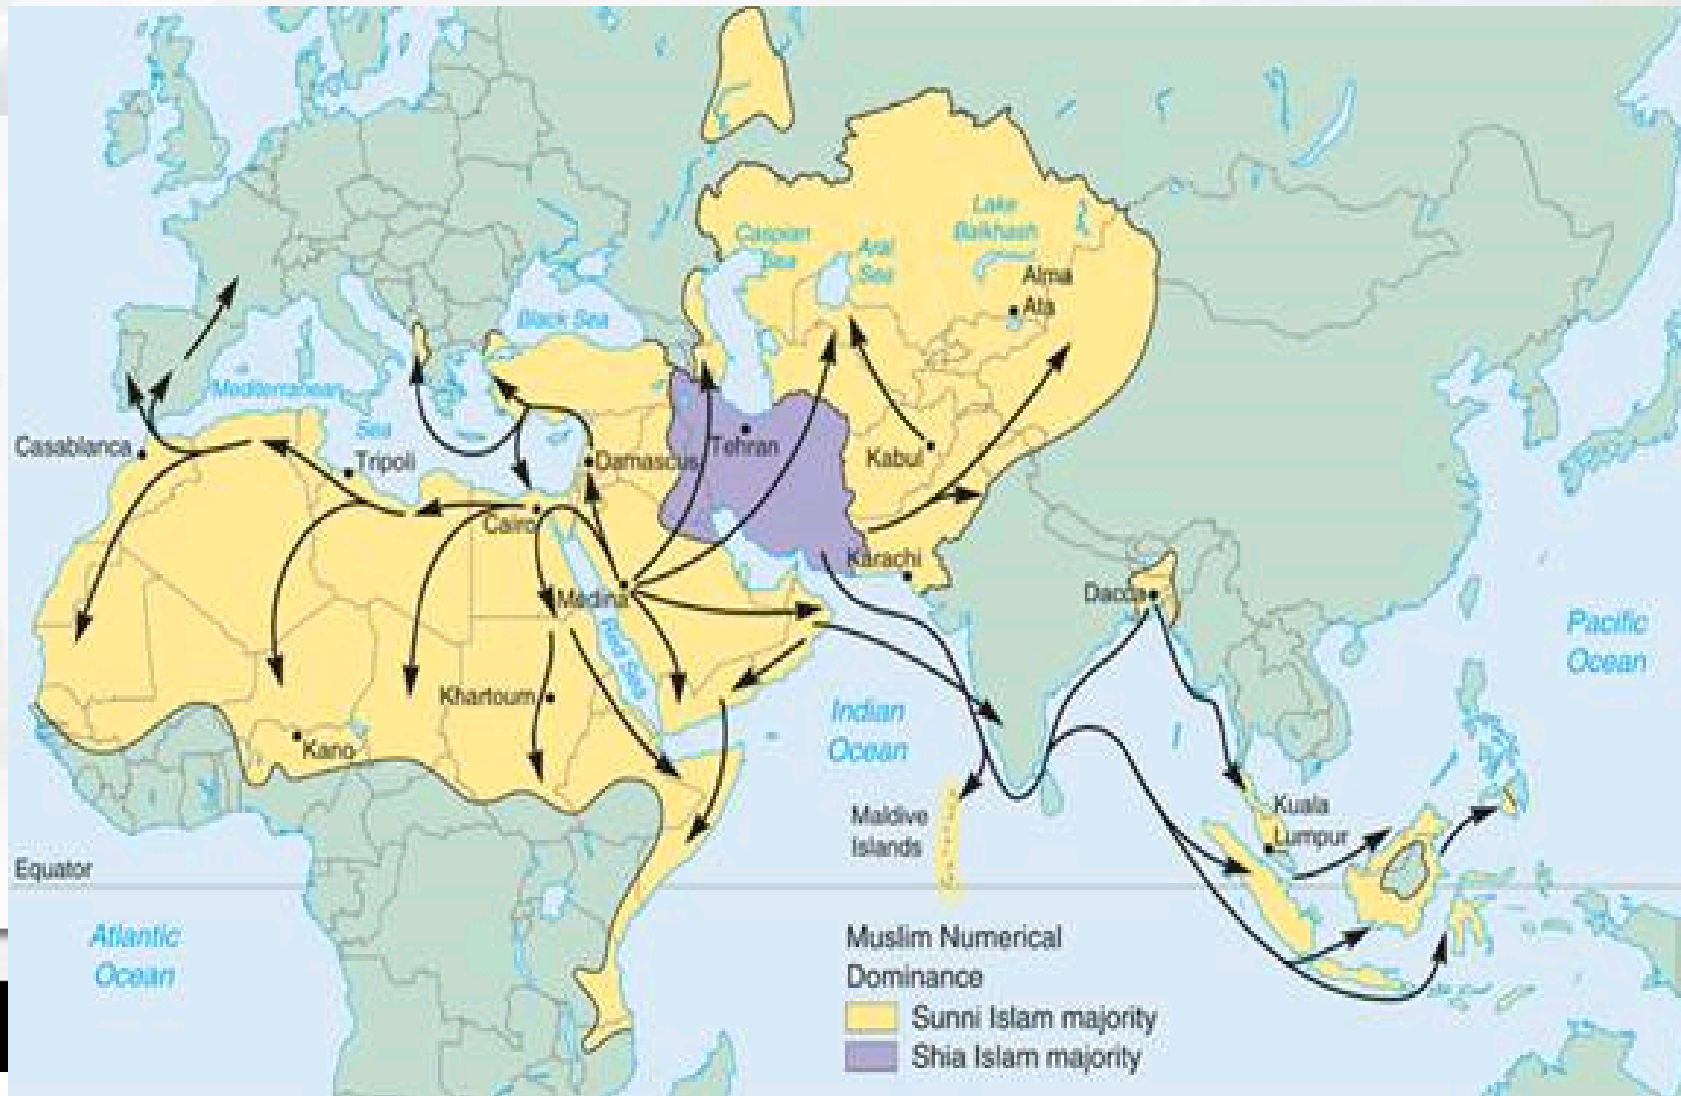 Caspian
Sea
Aral
Sea
Lake
Balkhash
Alma
Ata
Black Sea
Mediterranean
Sea
Casablanca
Tripoli
Damascus
Tehran
Kabul
Cairo
Karachi
Medina
Dacca
Red Sea
Pacific
Ocean
Khartoum
Kano
Indian
Ocean
Maldive
Islands
Kuala
Lumpur
Equator
Atlantic
Ocean
Muslim Numerical
Dominance
Sunni Islam majority
Shia Islam majority